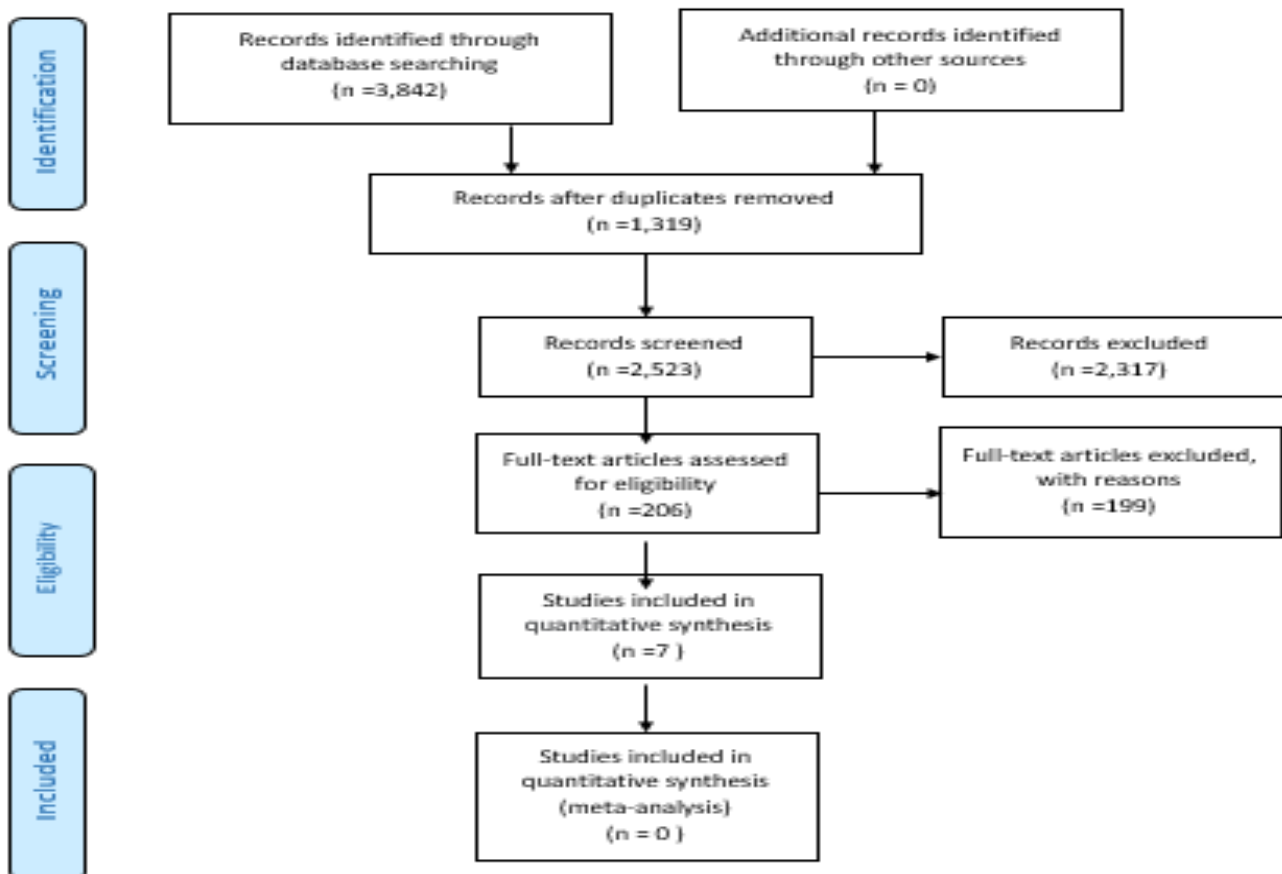 Identification
Records identified through
database searching
(n =3,842)
Additional records identified
through other sources
(n = 0)
Records after duplicates removed
(n =1,319)
Screening
Records screened
(n =2,523)
Records excluded
(n =2,317)
Eligibility
Full-text articles assessed
for eligibility
(n =206)
Full-text articles excluded,
with reasons
(n =199)
Studies included in
quantitative synthesis
(n =7 )
Included
Studies included in
quantitative synthesis
(meta-analysis)
(n = 0 )